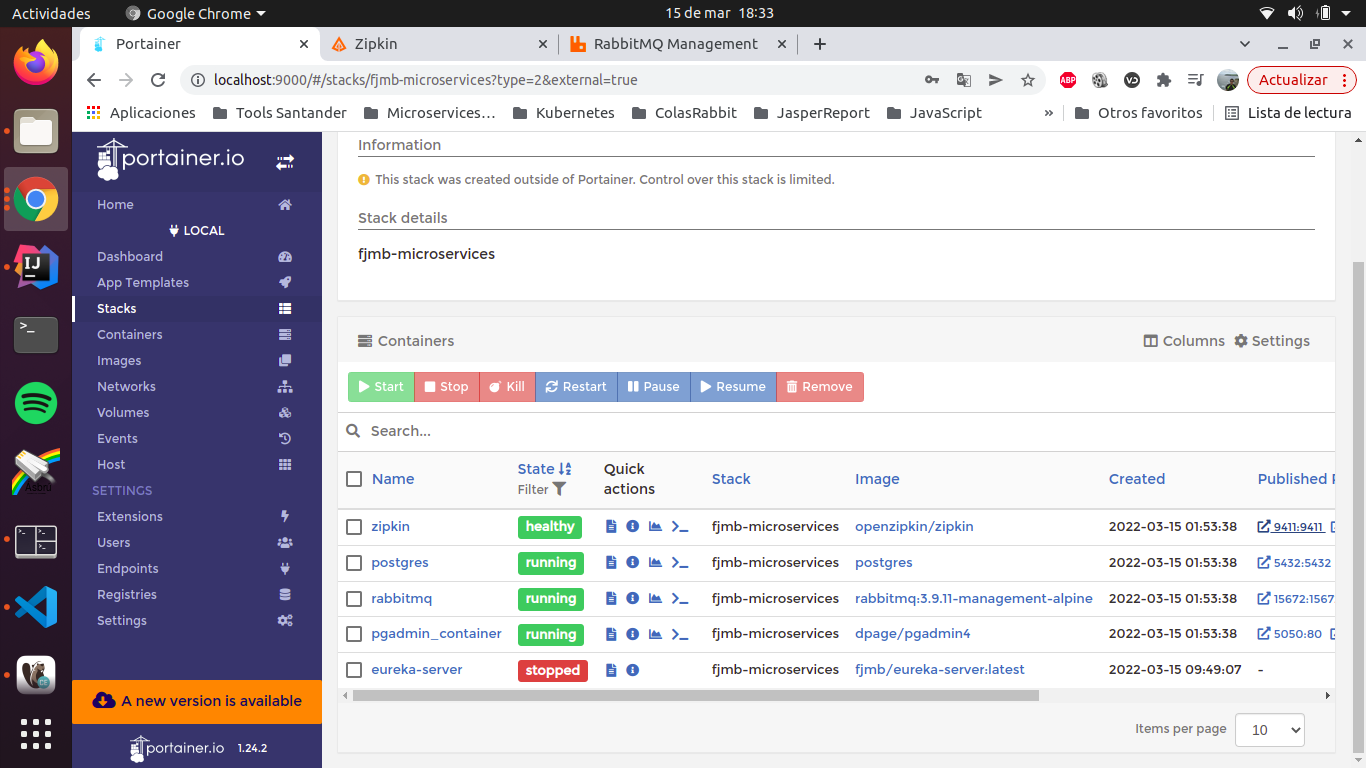 Actividades Google Chrome 15 de mar 18:33
Portainer Zipkin RabbitMQ Management
localhost:9000/#/stacks/fjmb-microservices?type=2&external=true ABP Actualizar
Aplicaciones Tools Santander Microservices… Kubernetes ColasRabbit JasperReport JavaScript » Otros favoritos Lista de lectura
portainer.io
Home
LOCAL
Dashboard
App Templates
Stacks
Containers
Images
Networks
Volumes
Events
Host
SETTINGS
Extensions
Users
Endpoints
Registries
Settings
A new version is available
portainer.io 1.24.2
Information
This stack was created outside of Portainer. Control over this stack is limited.
Stack details
fjmb-microservices
Containers Columns Settings
Start Stop Kill Restart Pause Resume Remove
Search...
Name State Filter Quick actions Stack Image Created Published
zipkin healthy fjmb-microservices openzipkin/zipkin 2022-03-15 01:53:38 9411:9411
postgres running fjmb-microservices postgres 2022-03-15 01:53:38 5432:5432
rabbitmq running fjmb-microservices rabbitmq:3.9.11-management-alpine 2022-03-15 01:53:38 15672:1567
pgadmin_container running fjmb-microservices dpage/pgadmin4 2022-03-15 01:53:38 5050:80
eureka-server stopped fjmb-microservices fjmb/eureka-server:latest 2022-03-15 09:49:07 -
Items per page 10